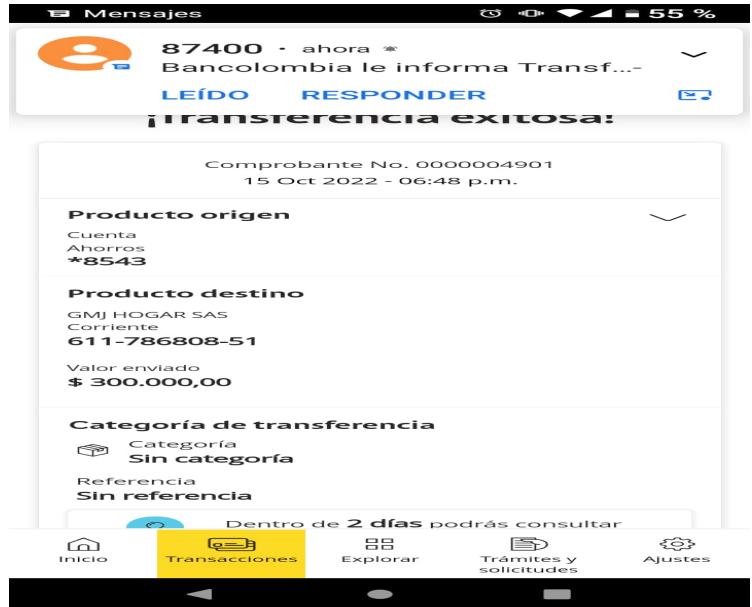 Mensajes 55 %
87400 · ahora
Bancolombia le informa Transf...-
LEÍDO RESPONDER
¡Transferencia exitosa!
Comprobante No. 0000004901
15 Oct 2022 - 06:48 p.m.
Producto origen
Cuenta
Ahorros
*8543
Producto destino
GMJ HOGAR SAS
Corriente
611-786808-51
Valor enviado
$ 300.000,00
Categoría de transferencia
Categoría
Sin categoría
Referencia
Sin referencia
Dentro de 2 días podrás consultar
Inicio Transacciones Explorar Trámites y solicitudes Ajustes